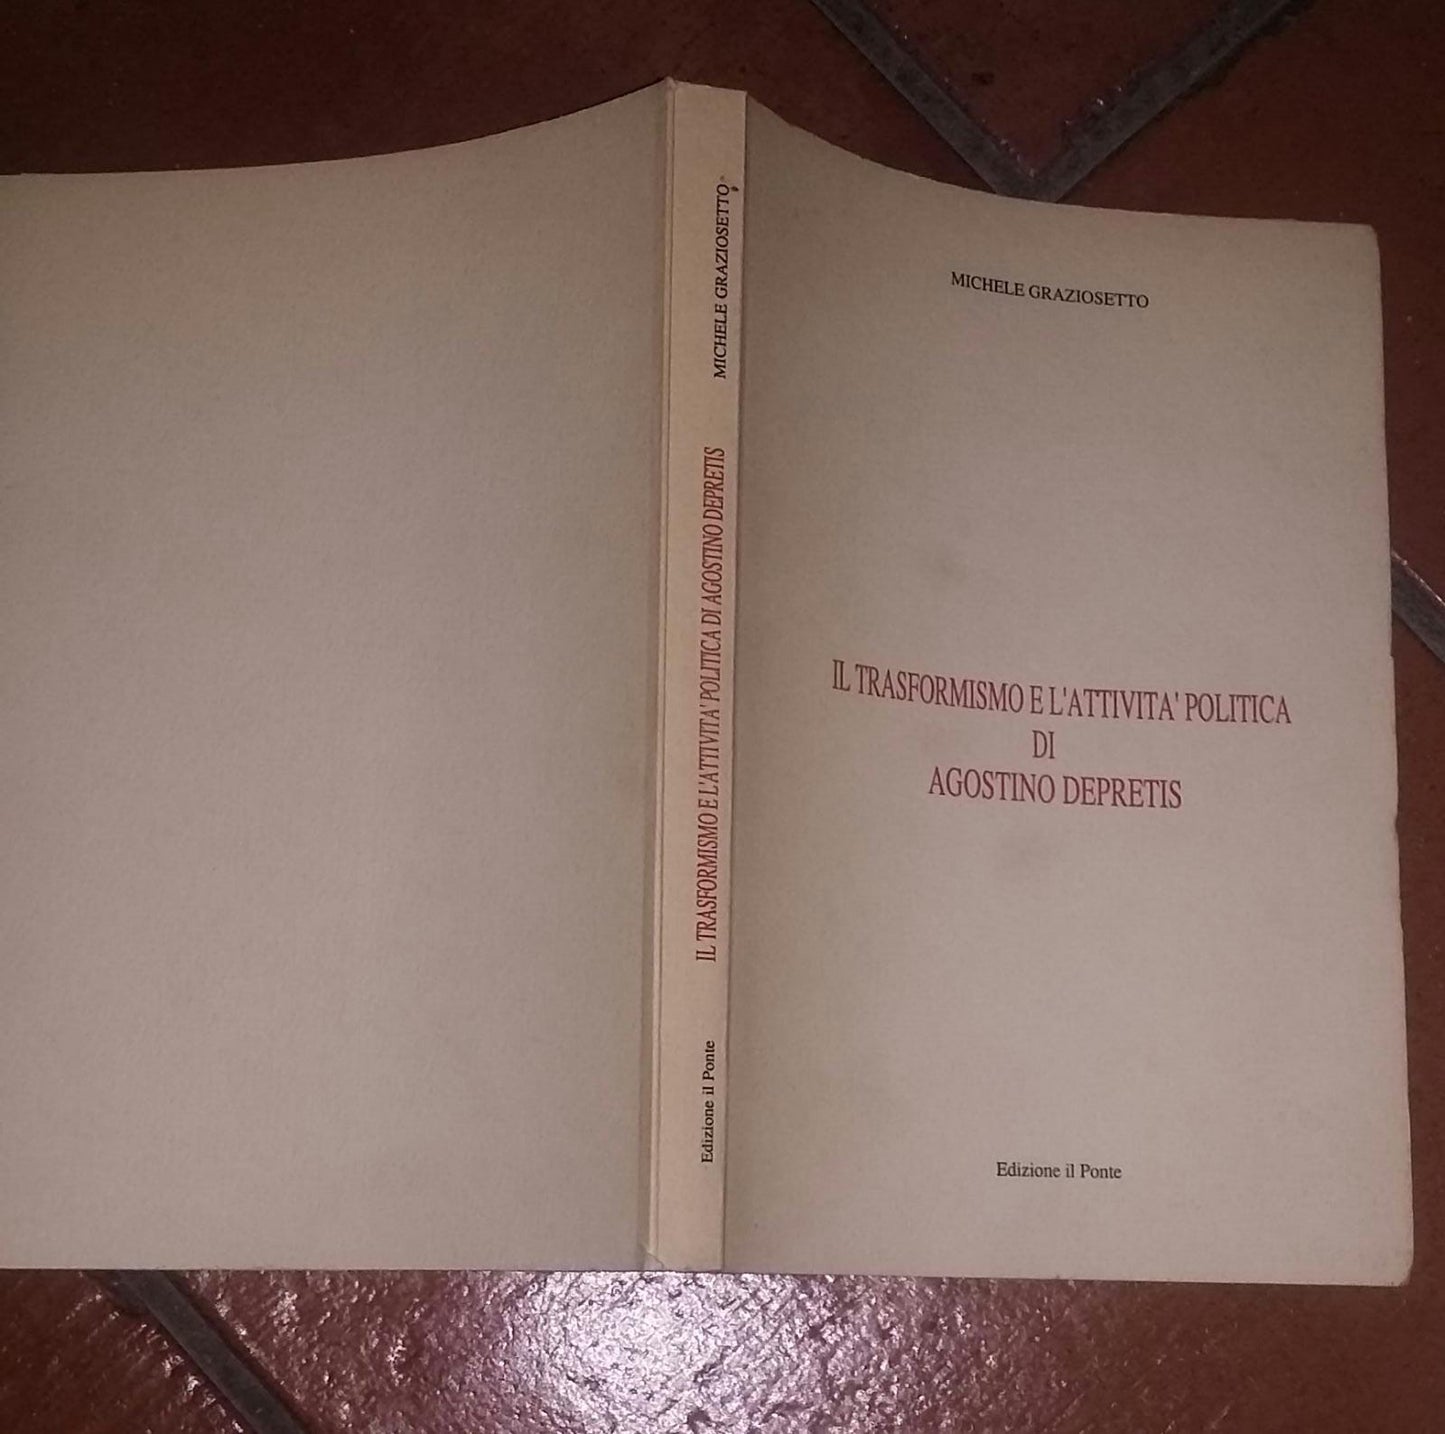 MICHELE GRAZIOSETTO
IL TRASFORMISMO E L'ATTIVITA' POLITICA DI AGOSTINO DEPRETIS
Edizione il Ponte
MICHELE GRAZIOSETTO
IL TRASFORMISMO E L'ATTIVITA' POLITICA
DI
AGOSTINO DEPRETIS
Edizione il Ponte